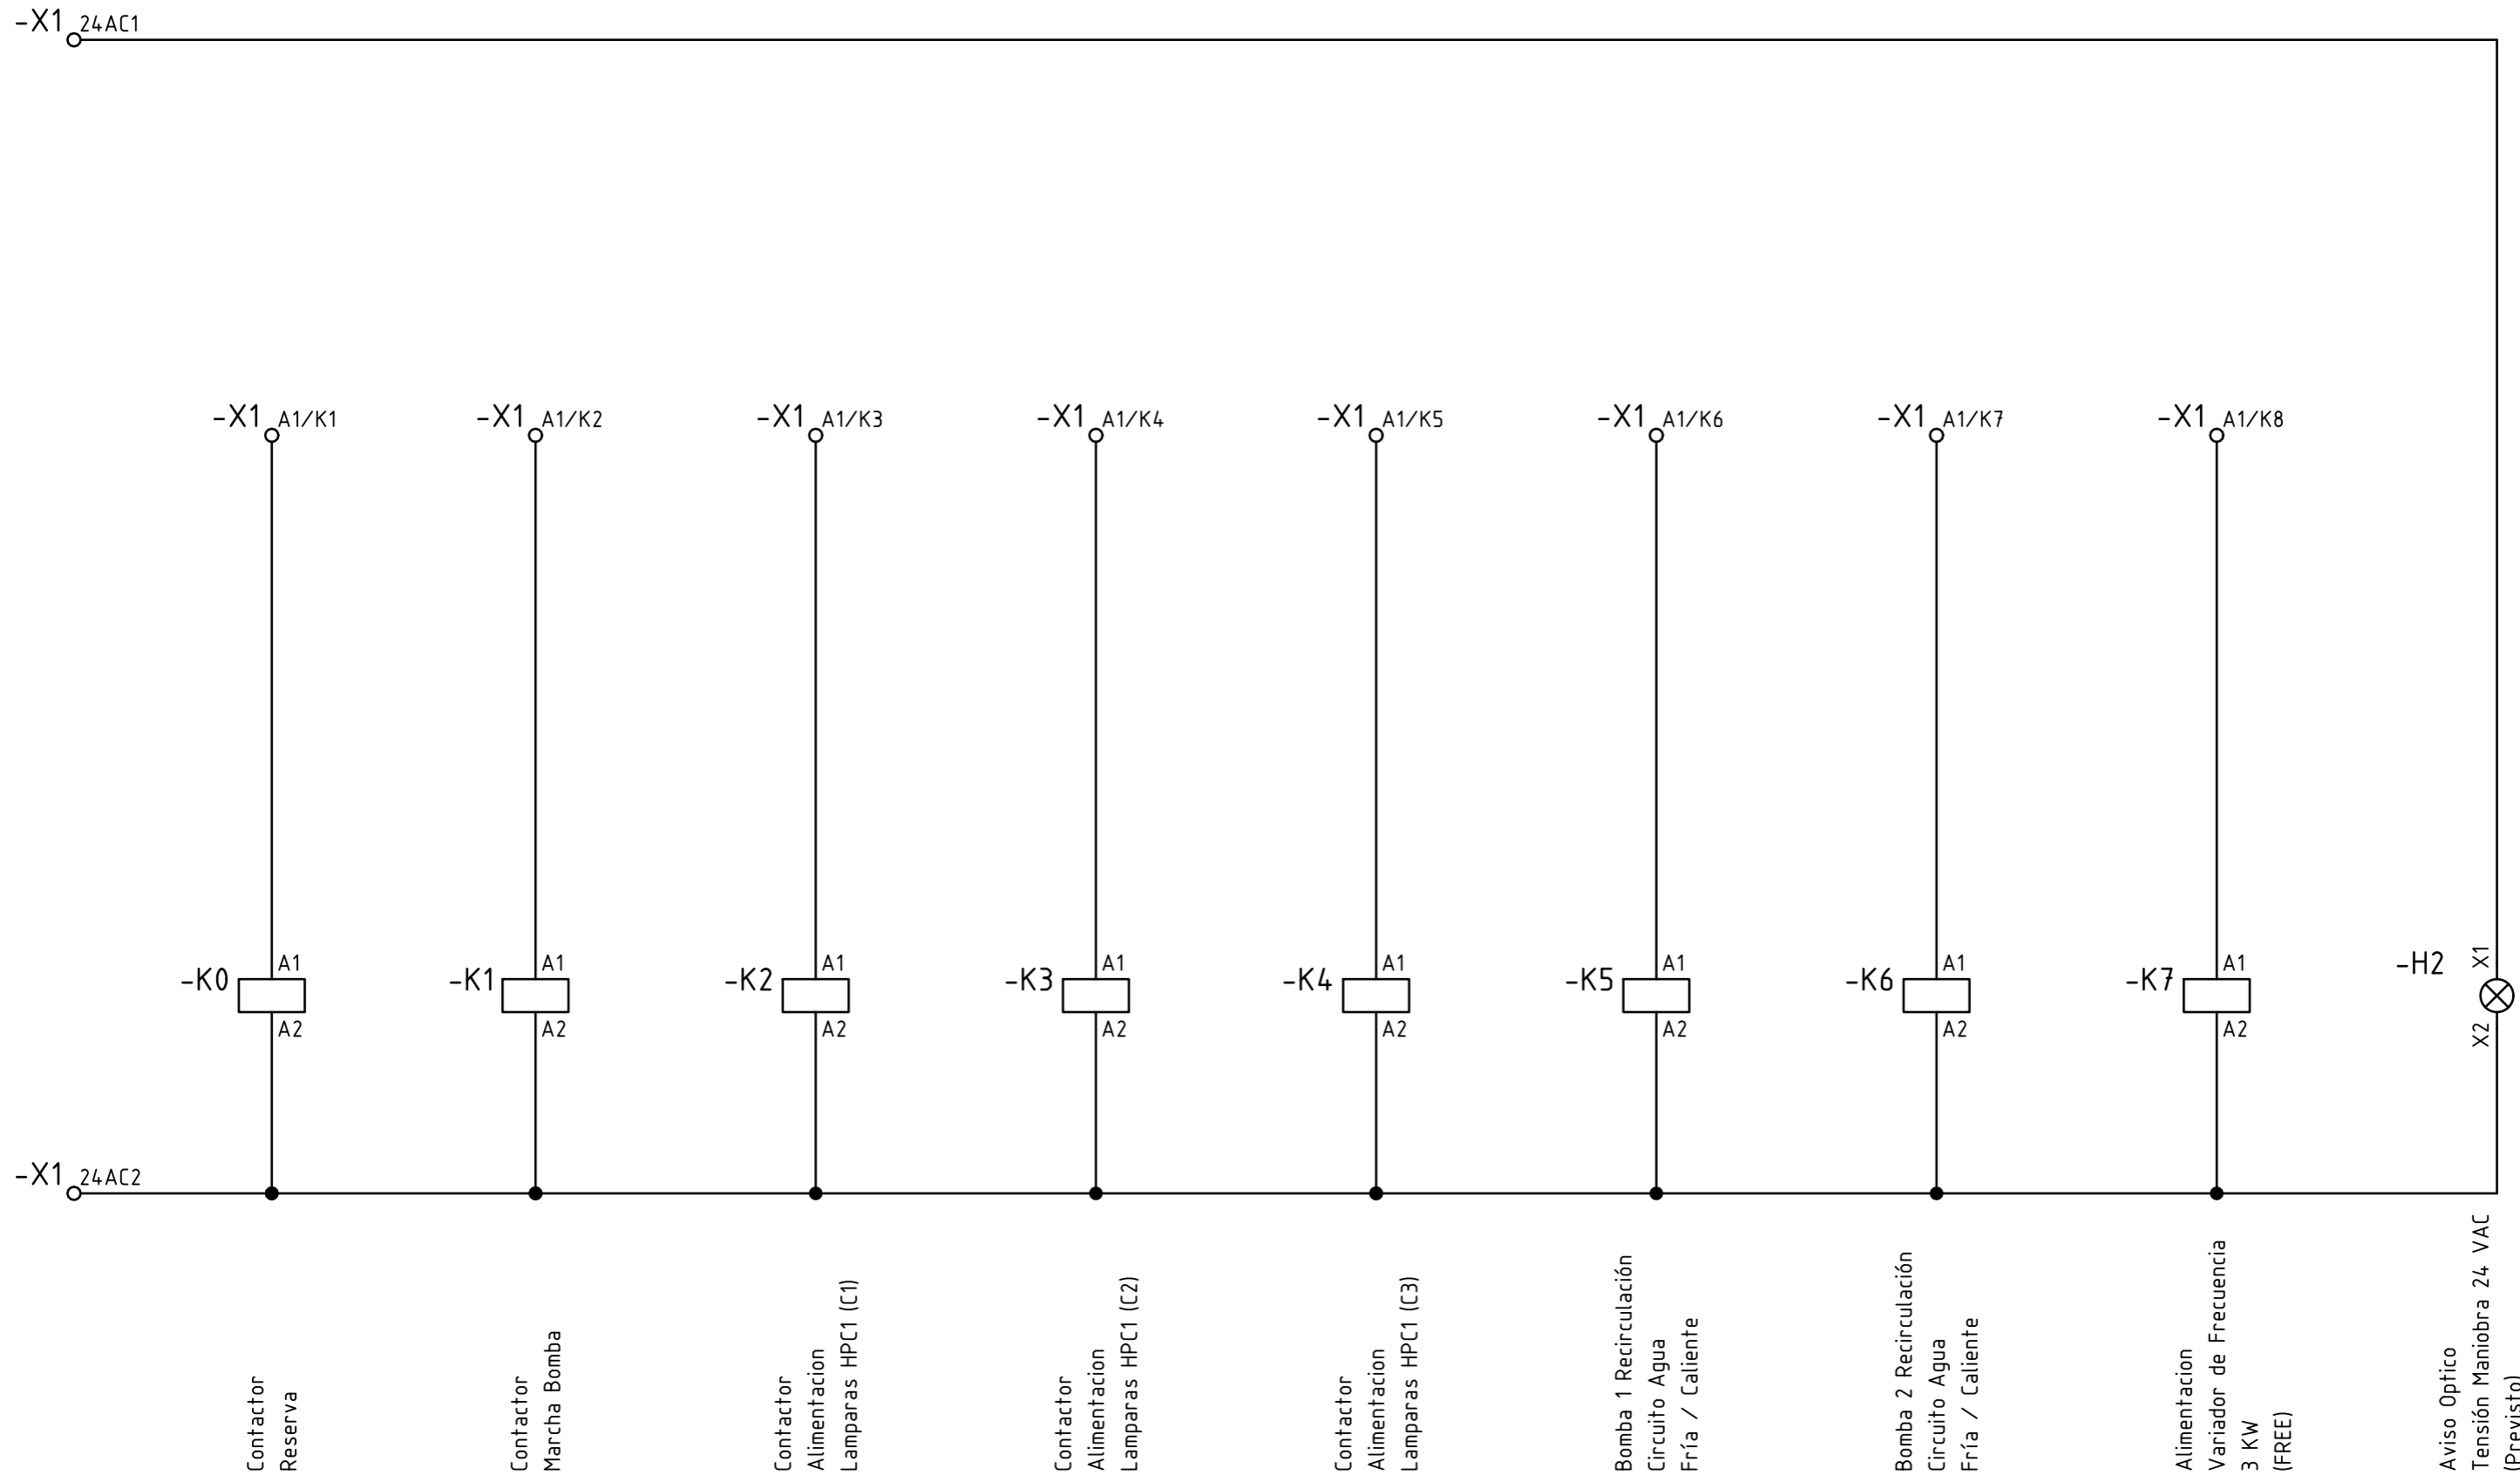 -X1 24AC1
-X1 A1/K1
-X1 A1/K2
-X1 A1/K3
-X1 A1/K4
-X1 A1/K5
-X1 A1/K6
-X1 A1/K7
-X1 A1/K8
-K0 A1 A2
-K1 A1 A2
-K2 A1 A2
-K3 A1 A2
-K4 A1 A2
-K5 A1 A2
-K6 A1 A2
-K7 A1 A2
-H2 X1 X2
-X1 24AC2
Contactor
Reserva
Contactor
Marcha Bomba
Contactor
Alimentacion
Lamparas HPC1 (C1)
Contactor
Alimentacion
Lamparas HPC1 (C2)
Contactor
Alimentacion
Lamparas HPC1 (C3)
Bomba 1 Recirculación
Circuito Agua
Fría / Caliente
Bomba 2 Recirculación
Circuito Agua
Fría / Caliente
Alimentacion
Variador de Frecuencia
3 KW
(FREE)
Aviso Optico
Tensión Maniobra 24 VAC
(Previsto)